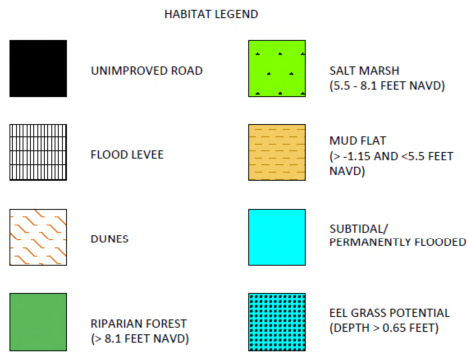 HABITAT LEGEND
UNIMPROVED ROAD
FLOOD LEVEE
DUNES
RIPARIAN FOREST
(> 8.1 FEET NAVD)
SALT MARSH
(5.5 - 8.1 FEET NAVD)
MUD FLAT
(> -1.15 AND <5.5 FEET
NAVD)
SUBTIDAL/
PERMANENTLY FLOODED
EEL GRASS POTENTIAL
(DEPTH > 0.65 FEET)